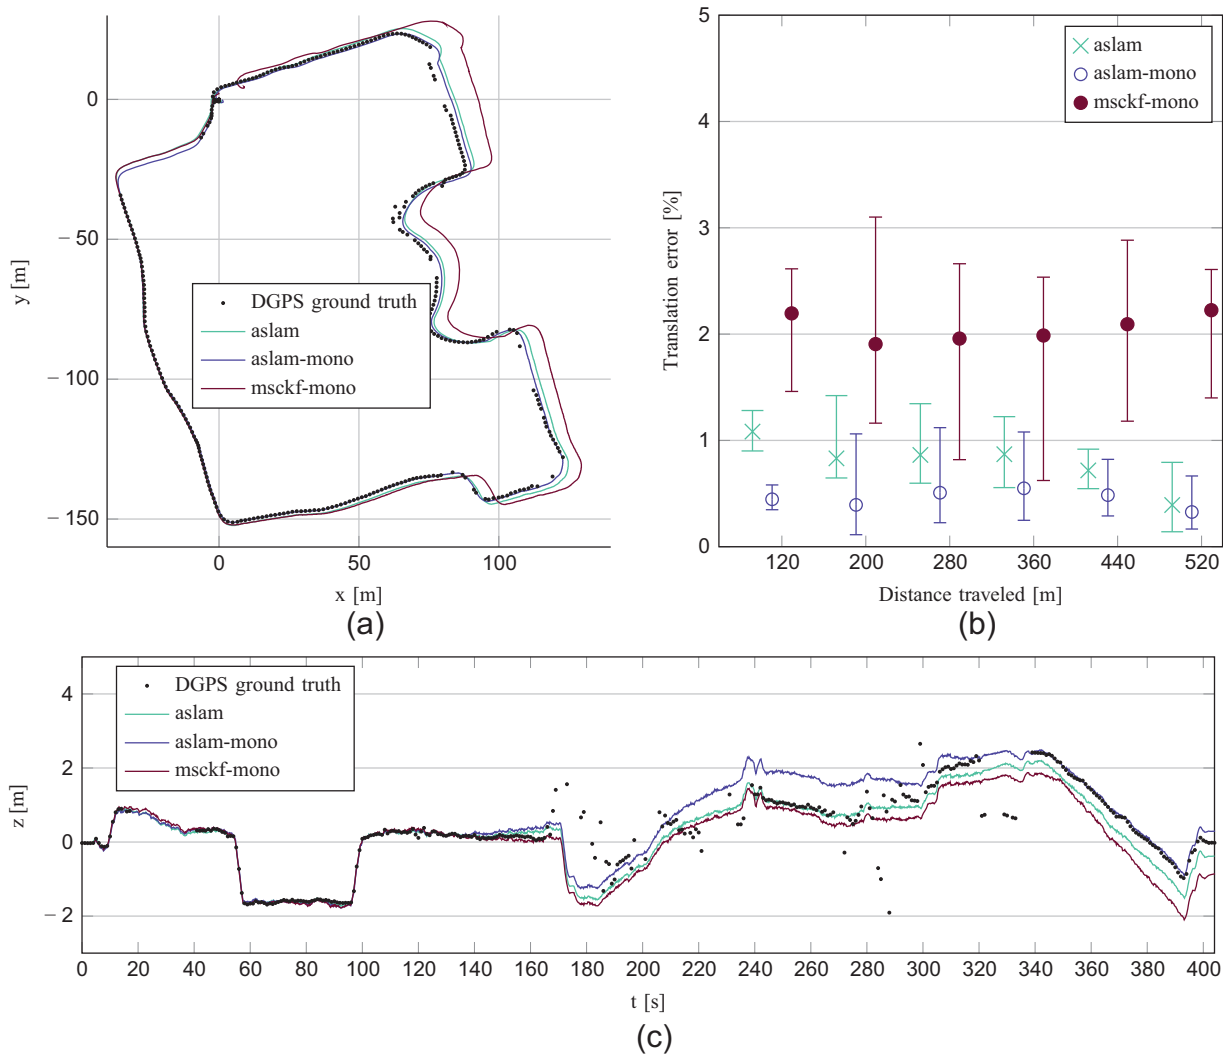 0
− 50
− 100
− 150
y [m]
DGPS ground truth
aslam
aslam-mono
msckf-mono
0
50
100
x [m]
(a)
5
4
3
2
1
0
Translation error [%]
aslam
aslam-mono
msckf-mono
120
200
280
360
440
520
Distance traveled [m]
(b)
4
2
0
− 2
z [m]
DGPS ground truth
aslam
aslam-mono
msckf-mono
0 20 40 60 80 100 120 140 160 180 200 220 240 260 280 300 320 340 360 380 400
t [s]
(c)